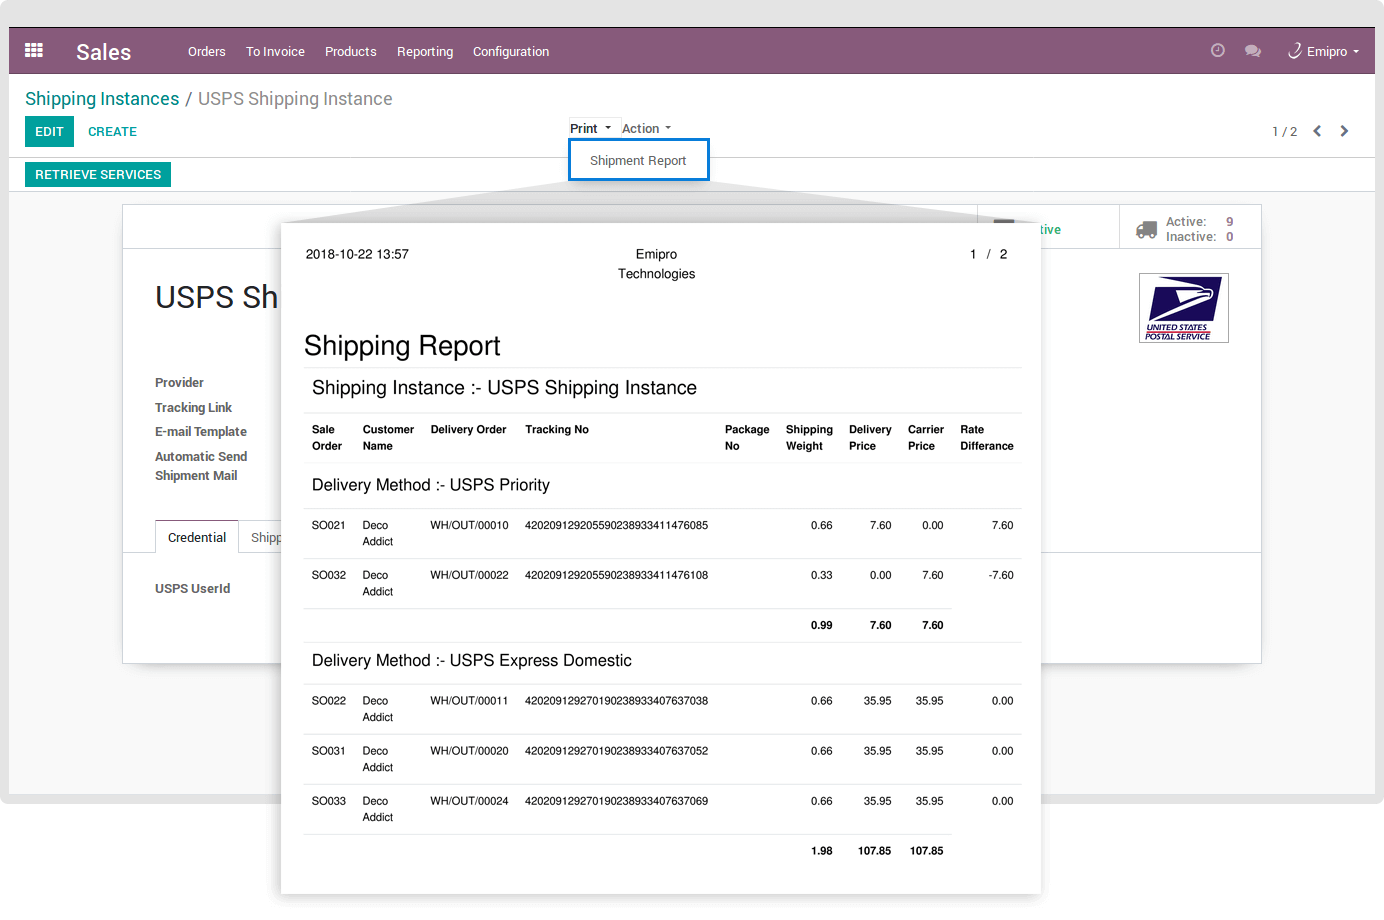 Sales Orders To Invoice Products Reporting Configuration Emipro
Shipping Instances / USPS Shipping Instance
EDIT CREATE Print Action 1 / 2
Shipment Report
RETRIEVE SERVICES
Active: 9
Inactive: 0
USPS Sh
UNITED STATES
POSTAL SERVICE
Provider
Tracking Link
E-mail Template
Automatic Send
Shipment Mail
Credential Shipp
USPS UserId
2018-10-22 13:57 Emipro 1 / 2
Technologies
Shipping Report
Shipping Instance :- USPS Shipping Instance
Sale Customer Delivery Order Tracking No Package Shipping Delivery Carrier Rate
Order Name No Weight Price Price Differance
Delivery Method :- USPS Priority
SO021 Deco WH/OUT/00010 420209129205590238933411476085 0.66 7.60 0.00 7.60
Addict
SO032 Deco WH/OUT/00022 420209129205590238933411476108 0.33 0.00 7.60 -7.60
Addict
0.99 7.60 7.60
Delivery Method :- USPS Express Domestic
SO022 Deco WH/OUT/00011 420209129270190238933407637038 0.66 35.95 35.95 0.00
Addict
SO031 Deco WH/OUT/00020 420209129270190238933407637052 0.66 35.95 35.95 0.00
Addict
SO033 Deco WH/OUT/00024 420209129270190238933407637069 0.66 35.95 35.95 0.00
Addict
1.98 107.85 107.85